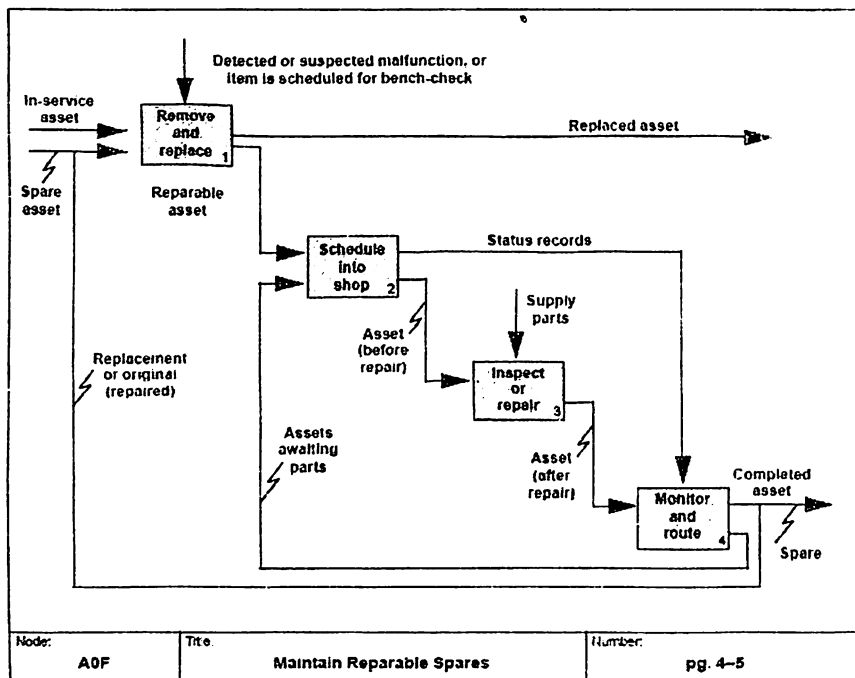 Detected or suspected malfunction, or
item is scheduled for bench-check
In-service
asset
Remove
and
replace
1
Replaced asset
Spare
asset
Reparable
asset
Schedule
into
shop
2
Status records
Supply
parts
Asset
(before
repair)
Replacement
or original
(repaired)
Inspect
or
repair
3
Assets
awaiting
parts
Asset
(after
repair)
Completed
asset
Monitor
and
route
4
Spare
Node:
A0F
Title:
Maintain Reparable Spares
Number:
pg. 4–5